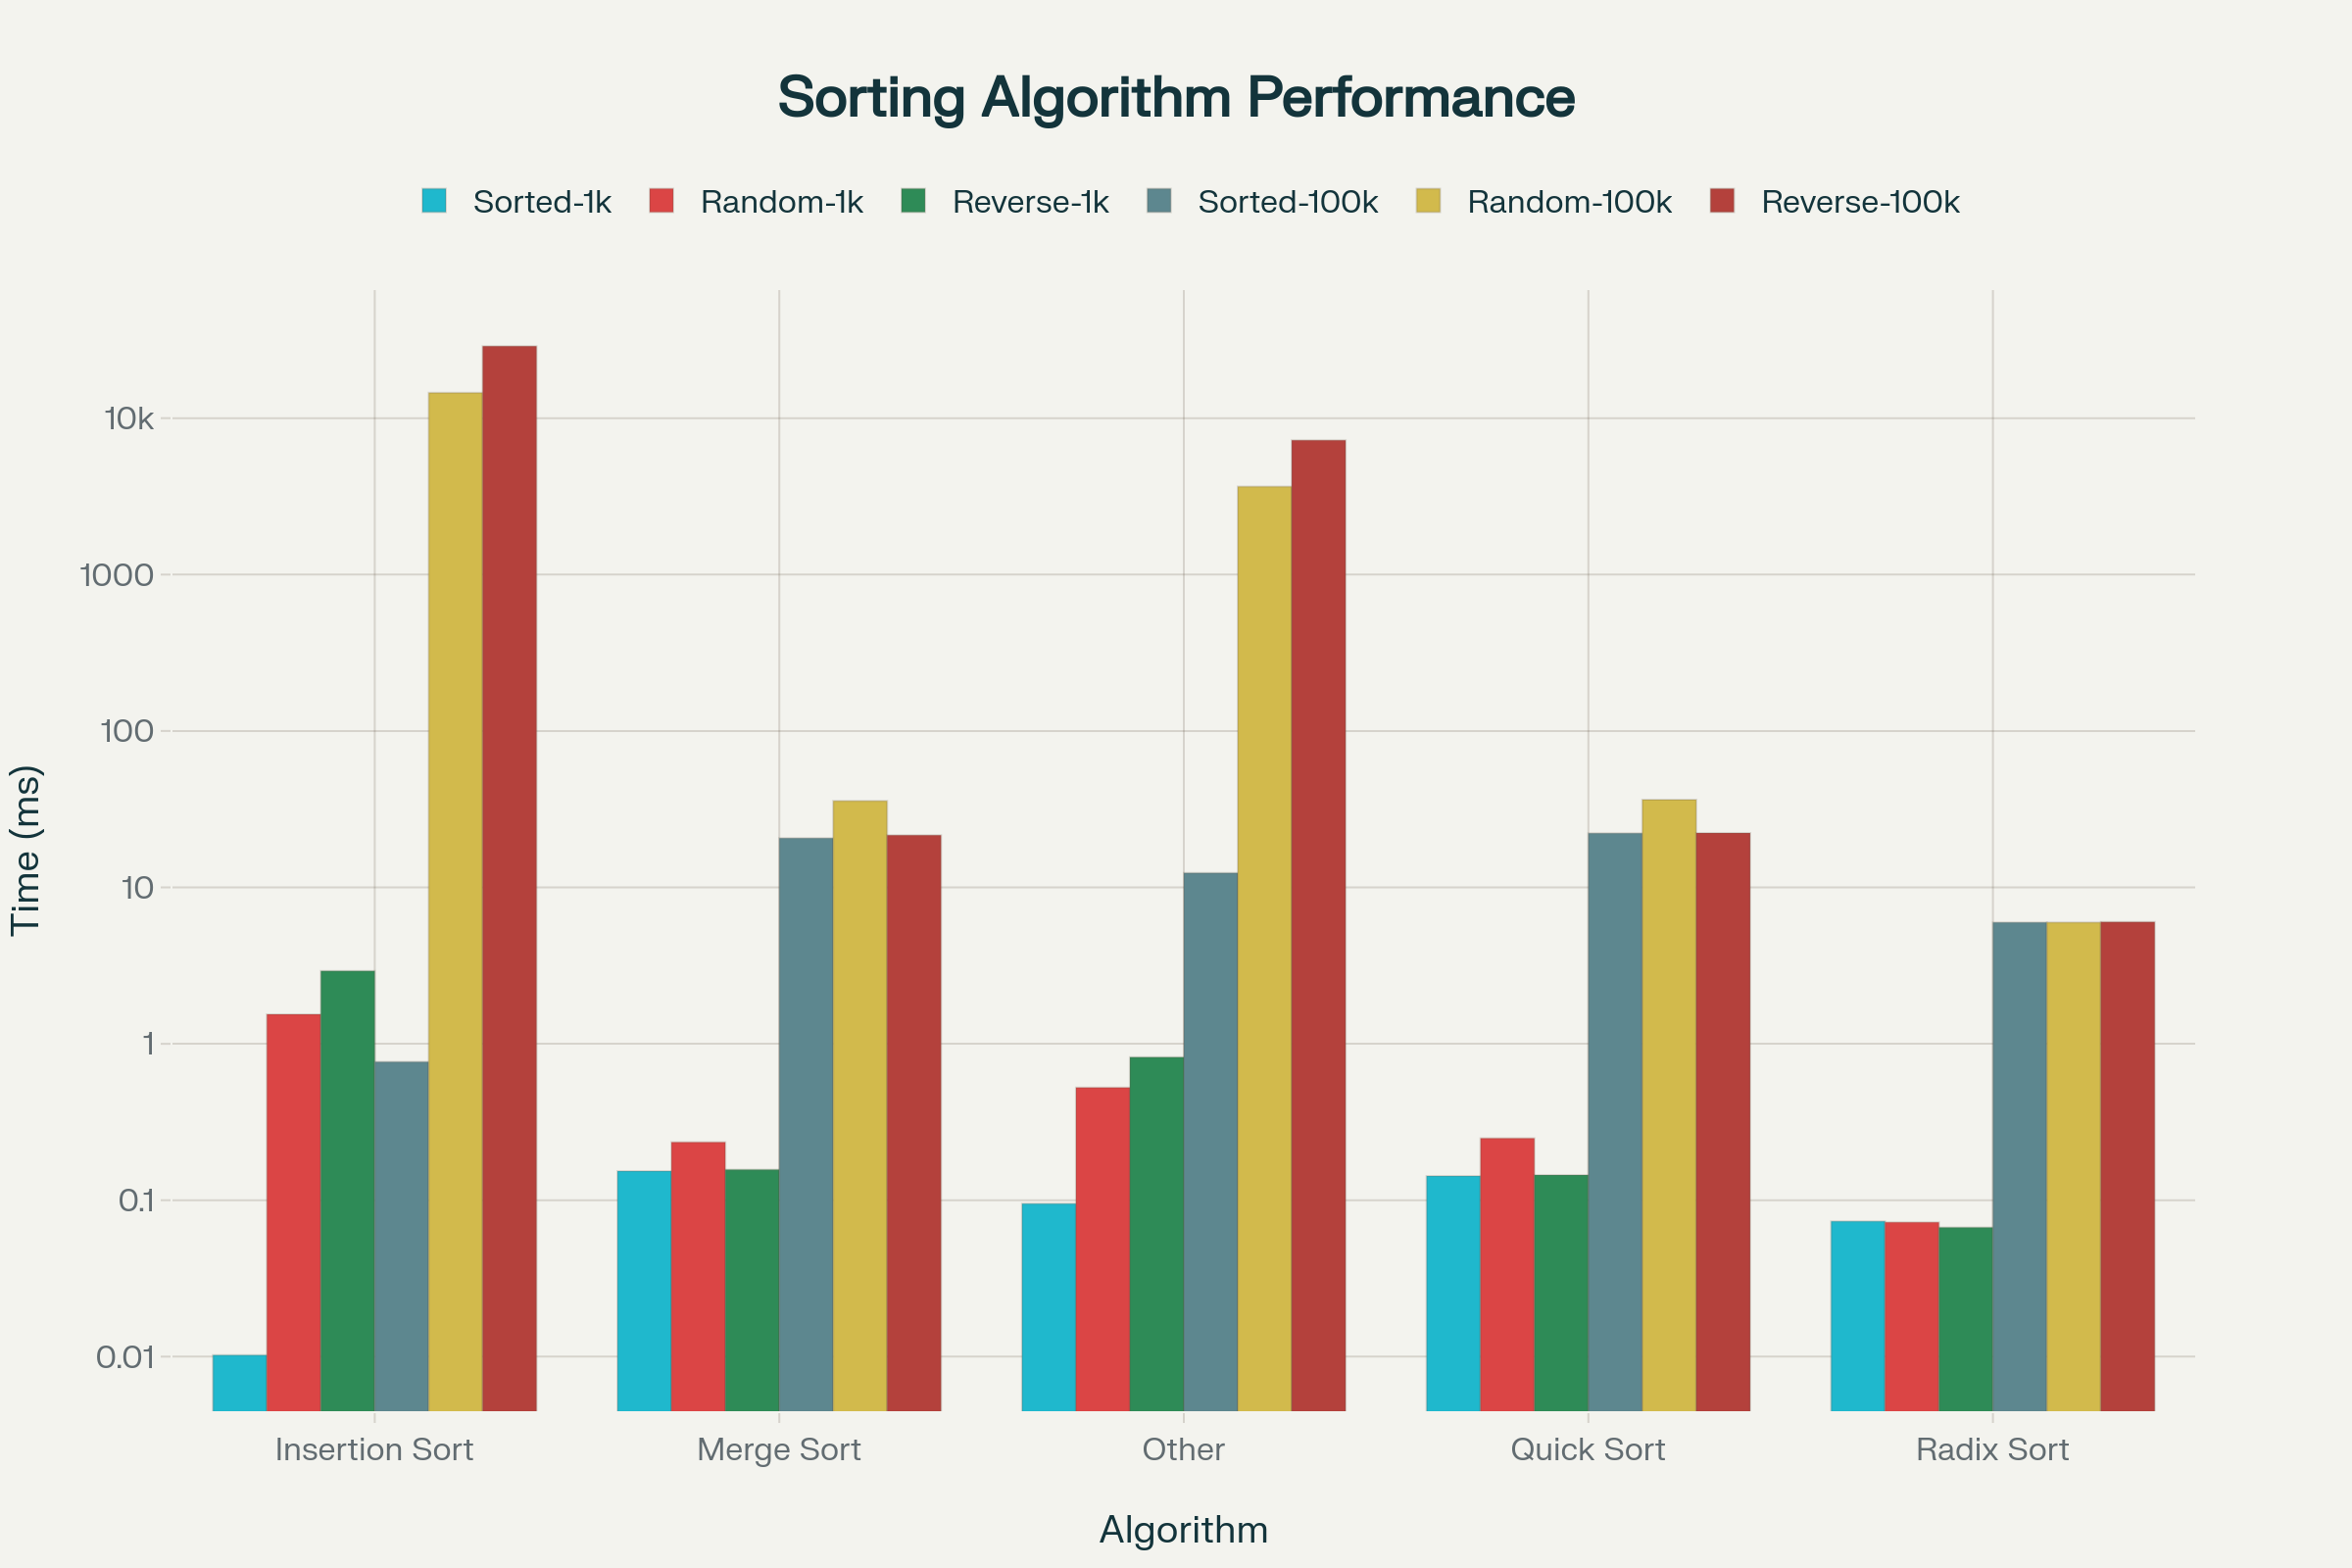 Sorting Algorithm Performance
Sorted-1k Random-1k Reverse-1k Sorted-100k Random-100k Reverse-100k
10k
1000
100
10
1
0.1
0.01
Time (ms)
Insertion Sort Merge Sort Other Quick Sort Radix Sort
Algorithm